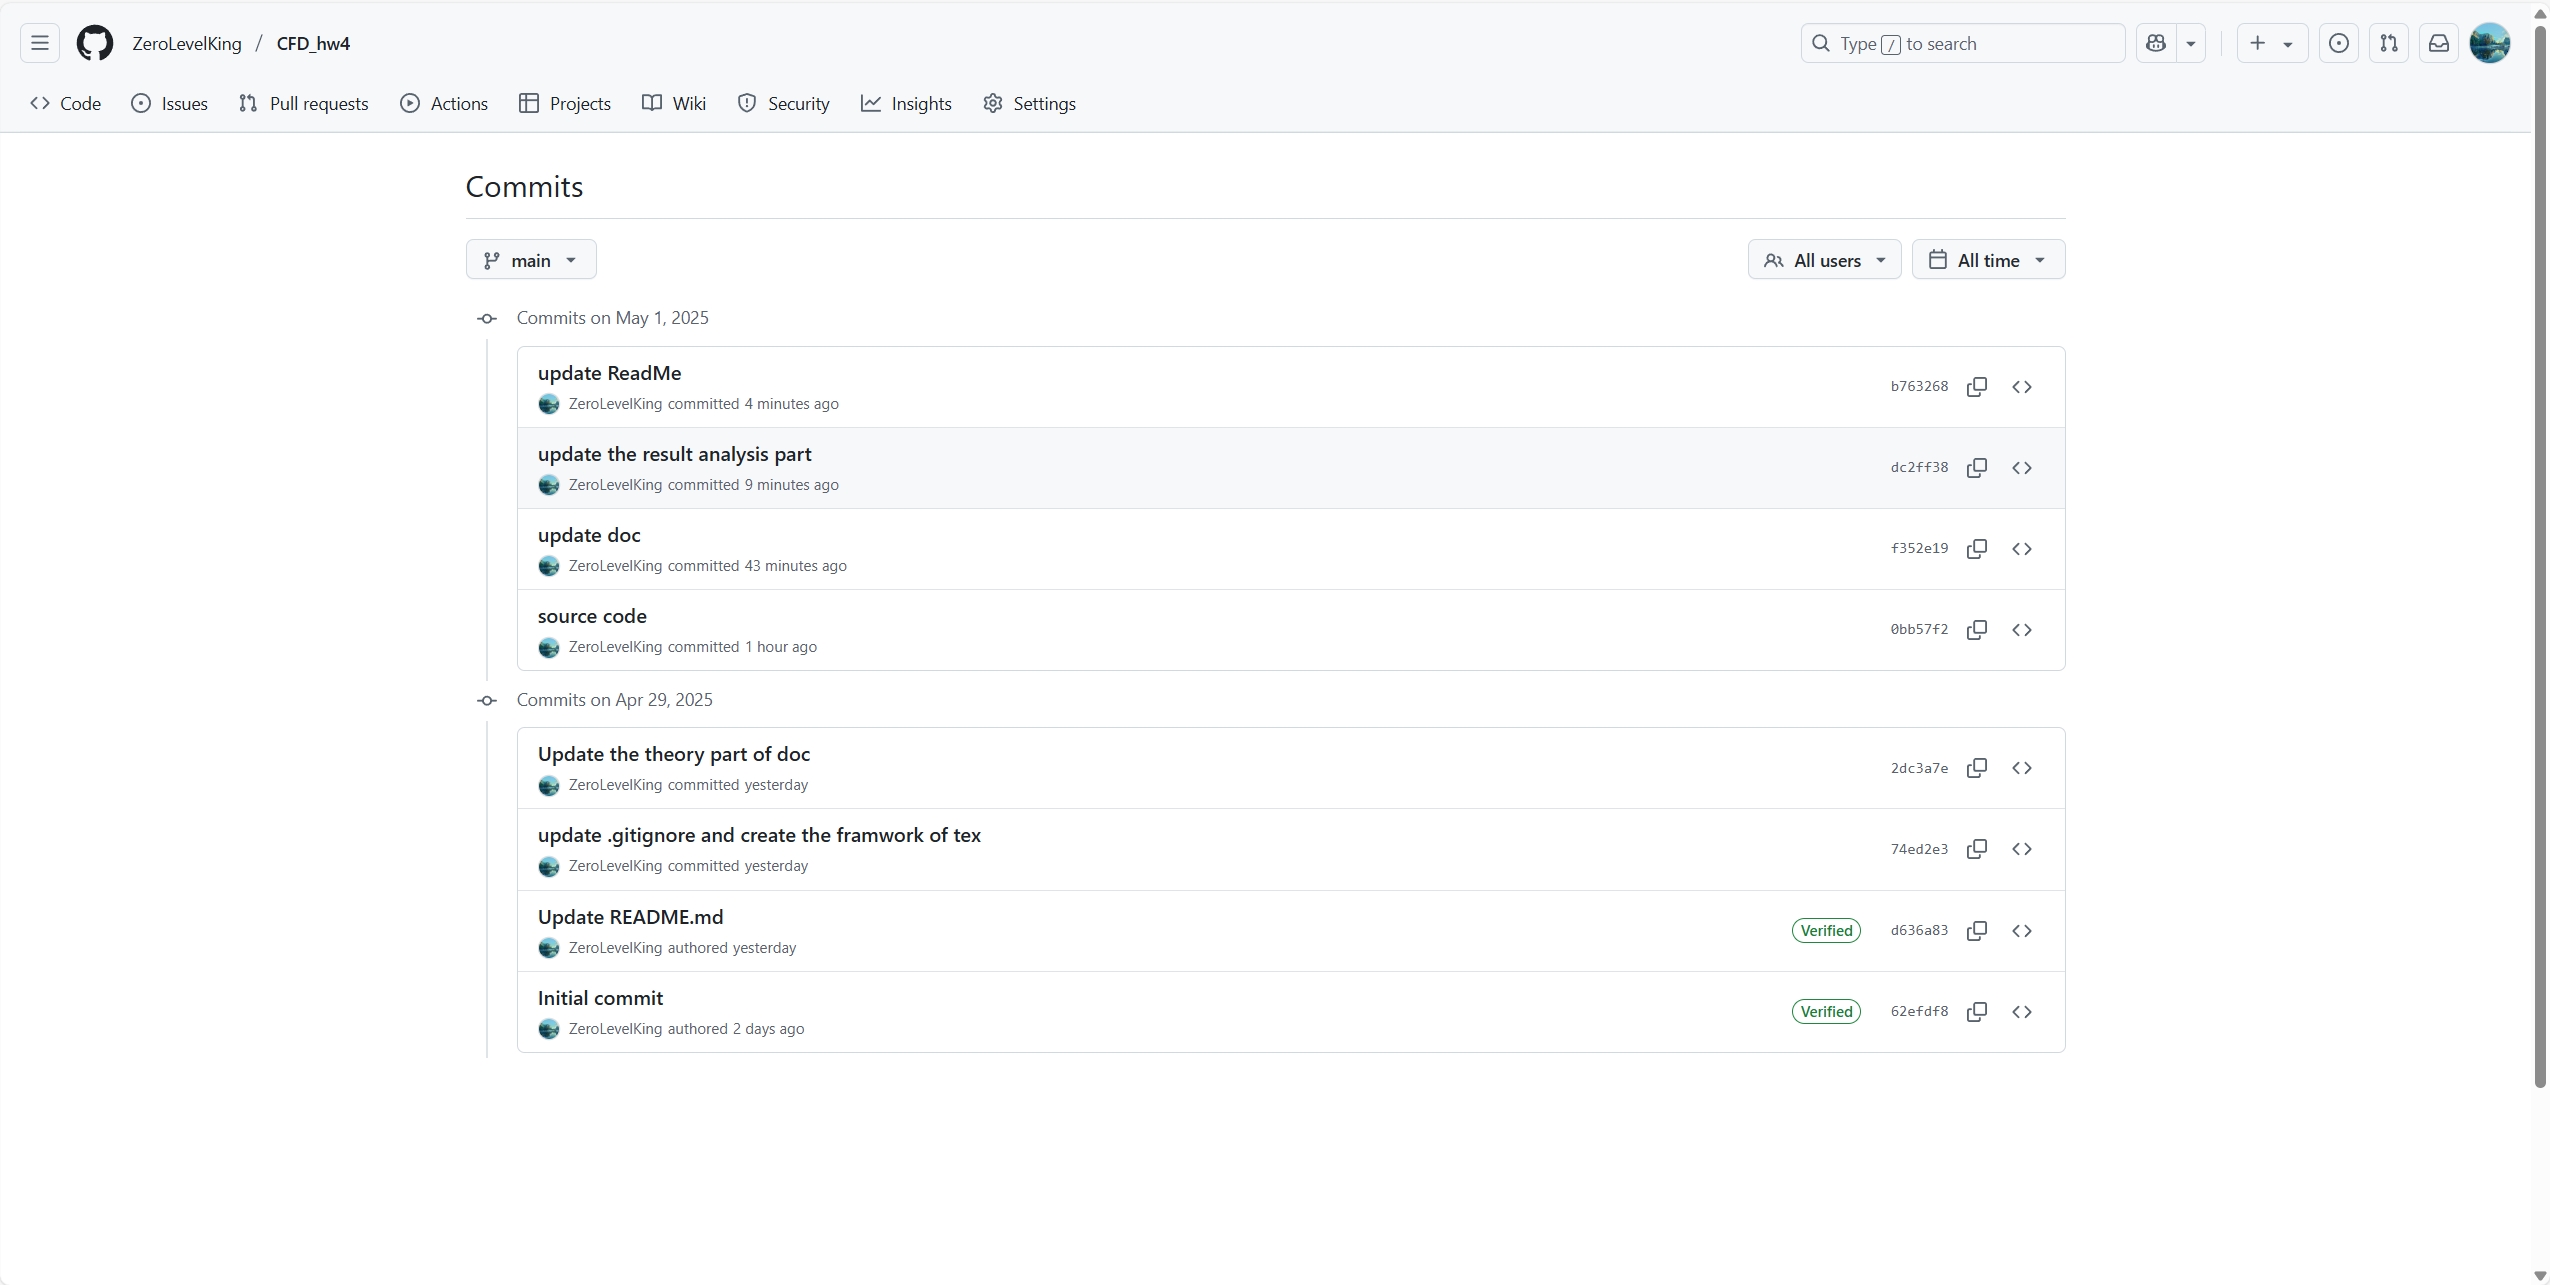 ZeroLevelKing / CFD_hw4
Type / to search
Code Issues Pull requests Actions Projects Wiki Security Insights Settings
Commits
main All users All time
Commits on May 1, 2025
update ReadMe
ZeroLevelKing committed 4 minutes ago
b763268
update the result analysis part
ZeroLevelKing committed 9 minutes ago
dc2ff38
update doc
ZeroLevelKing committed 43 minutes ago
f352e19
source code
ZeroLevelKing committed 1 hour ago
0bb57f2
Commits on Apr 29, 2025
Update the theory part of doc
ZeroLevelKing committed yesterday
2dc3a7e
update .gitignore and create the framwork of tex
ZeroLevelKing committed yesterday
74ed2e3
Update README.md
ZeroLevelKing authored yesterday
Verified d636a83
Initial commit
ZeroLevelKing authored 2 days ago
Verified 62efdf8